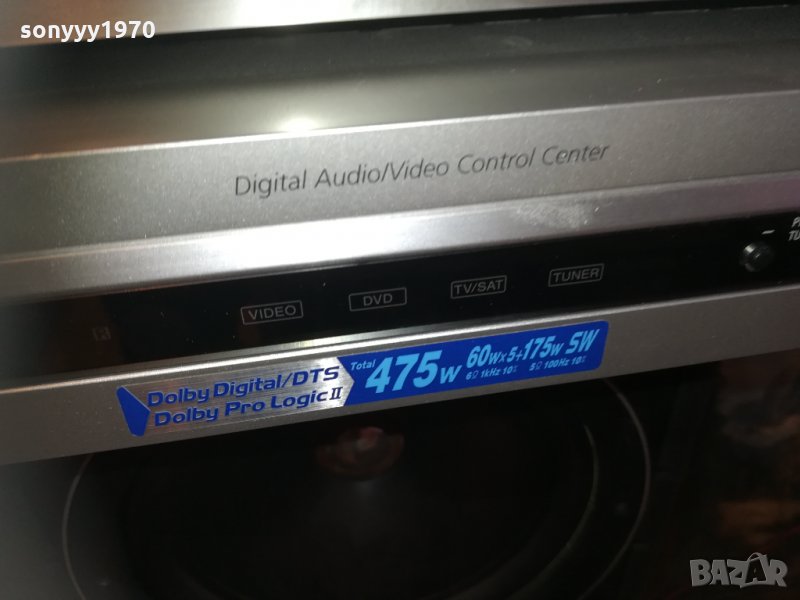 sonyyy1970
Digital Audio/Video Control Center
VIDEO DVD TV/SAT TUNER
−
Dolby Digital/DTS
Dolby Pro Logic II
Total 475W 60W×5+175W SW
6Ω 1kHz 10% 5Ω 100Hz 10%
BAZAR